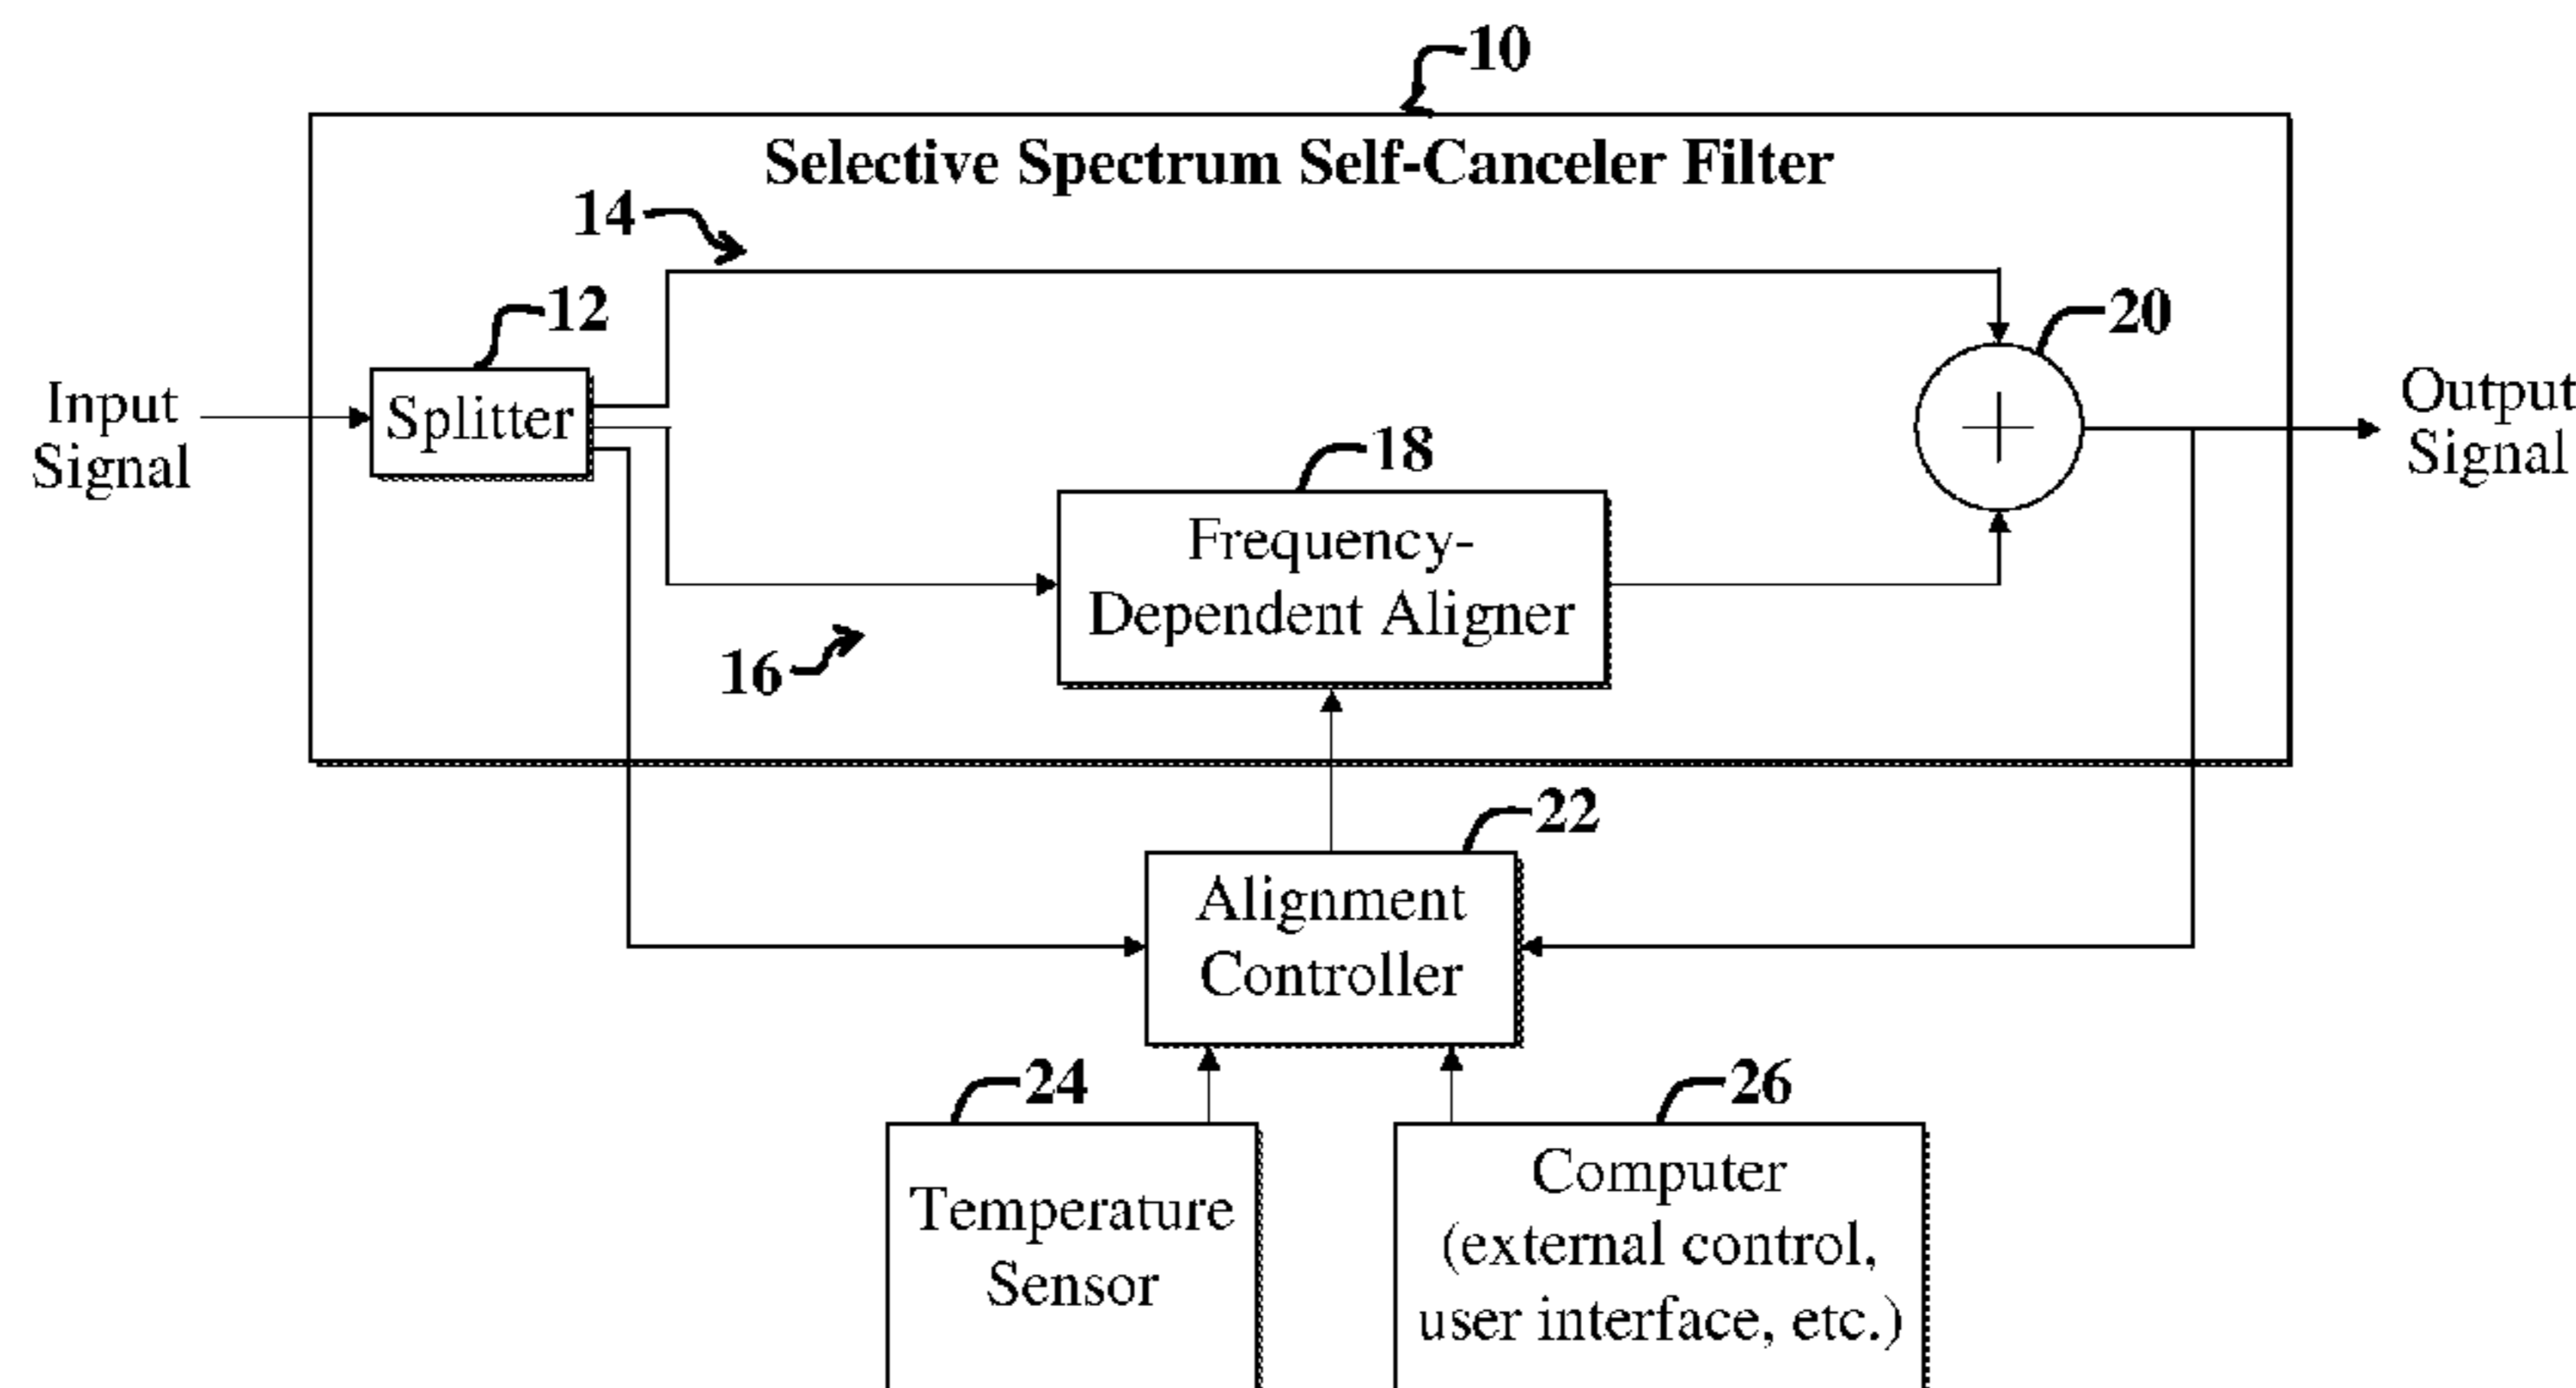 10
Selective Spectrum Self-Canceler Filter
14
12
20
Input
Signal
Splitter
Output
Signal
18
Frequency-
Dependent Aligner
16
22
Alignment
Controller
24
26
Temperature
Sensor
Computer
(external control,
user interface, etc.)